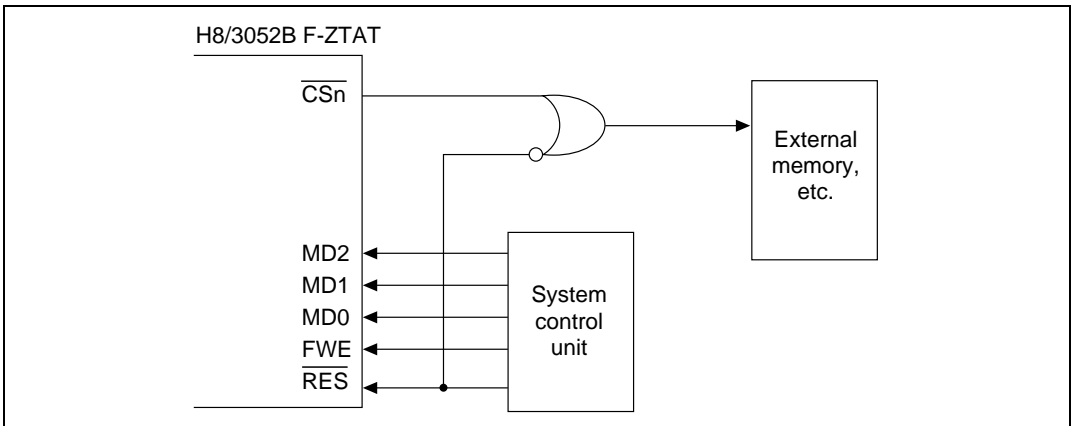 H8/3052B F-ZTAT
CSn
External
memory,
etc.
MD2
MD1
MD0
FWE
RES
System
control
unit